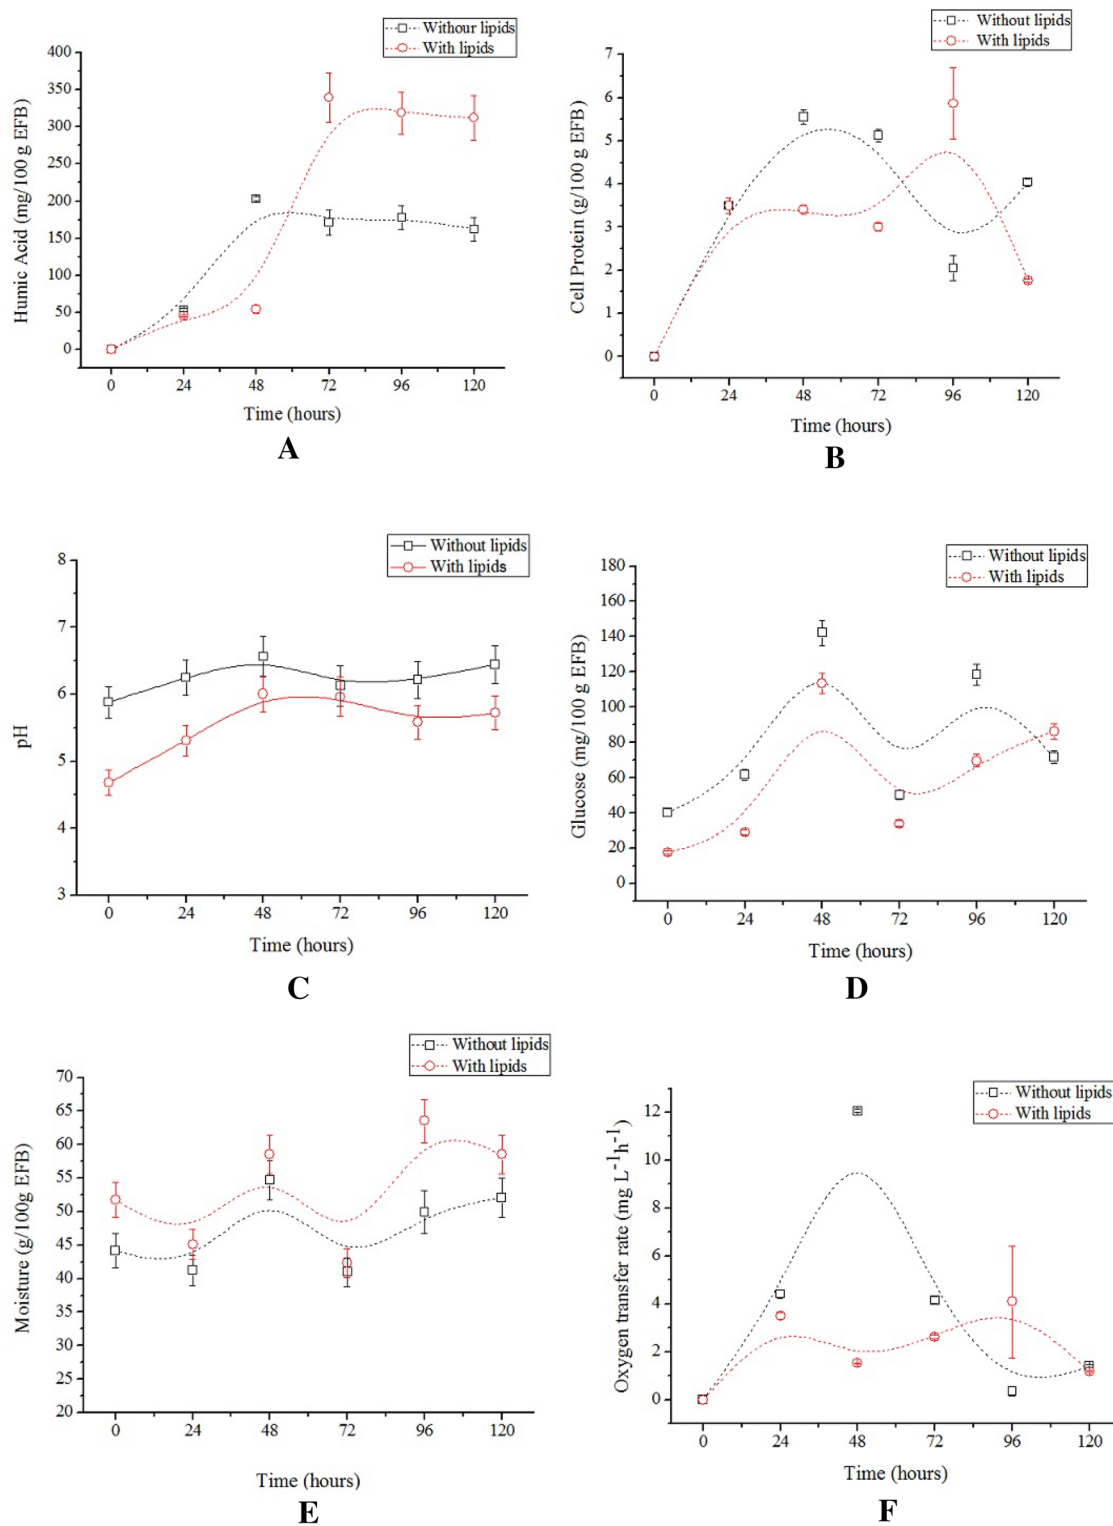 Withour lipids
With lipids
400
350
300
250
200
150
100
50
0
Humic Acid (mg/100 g EFB)
0 24 48 72 96 120
Time (hours)
A
Without lipids
With lipids
7
6
5
4
3
2
1
0
Cell Protein (g/100 g EFB)
0 24 48 72 96 120
Time (hours)
B
Without lipids
With lipids
8
7
6
5
4
3
pH
0 24 48 72 96 120
Time (hours)
C
Without lipids
With lipids
180
160
140
120
100
80
60
40
20
0
Glucose (mg/100 g EFB)
0 24 48 72 96 120
Time (hours)
D
Without lipids
With lipids
70
65
60
55
50
45
40
35
30
25
20
Moisture (g/100g EFB)
0 24 48 72 96 120
Time (hours)
E
Without lipids
With lipids
12
10
8
6
4
2
0
Oxygen transfer rate (mg L⁻¹h⁻¹)
0 24 48 72 96 120
Time (hours)
F